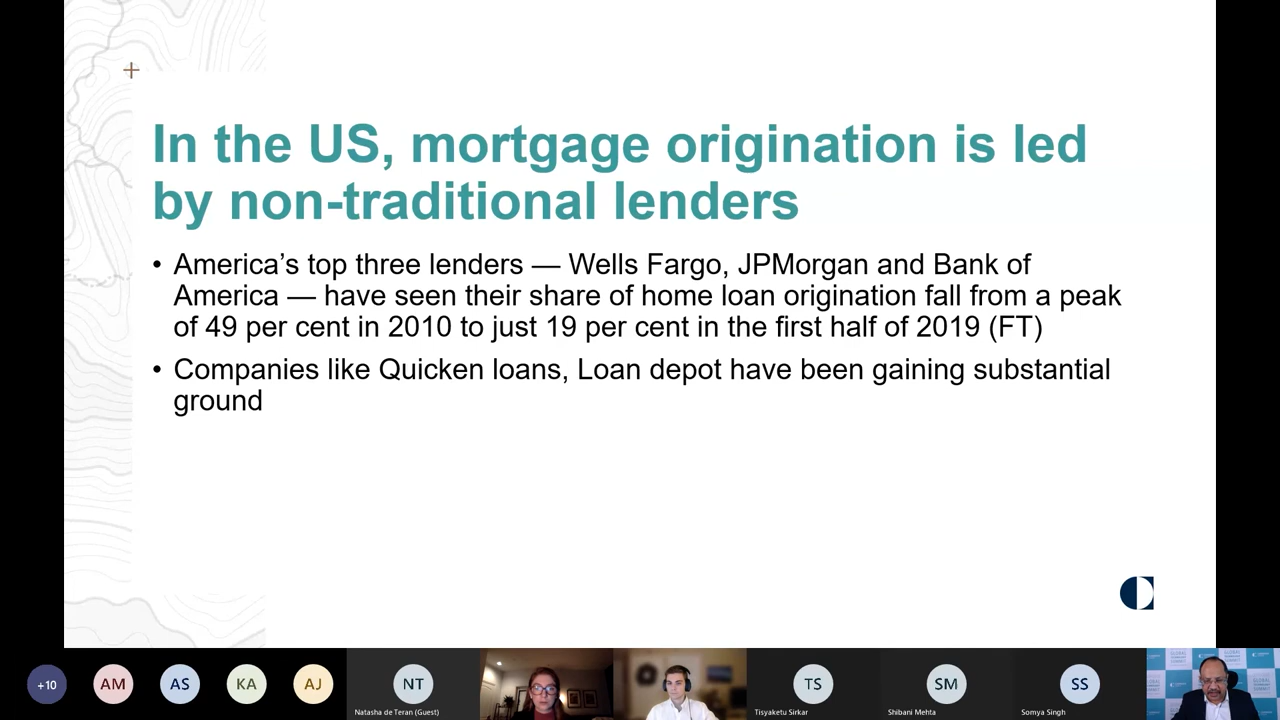 In the US, mortgage origination is led
by non-traditional lenders
• America’s top three lenders — Wells Fargo, JPMorgan and Bank of
America — have seen their share of home loan origination fall from a peak
of 49 per cent in 2010 to just 19 per cent in the first half of 2019 (FT)
• Companies like Quicken loans, Loan depot have been gaining substantial
ground
+10
AM
AS
KA
AJ
NT
Natasha de Teran (Guest)
TS
Tisyaketu Sirkar
SM
Shibani Mehta
SS
Somya Singh
GLOBAL